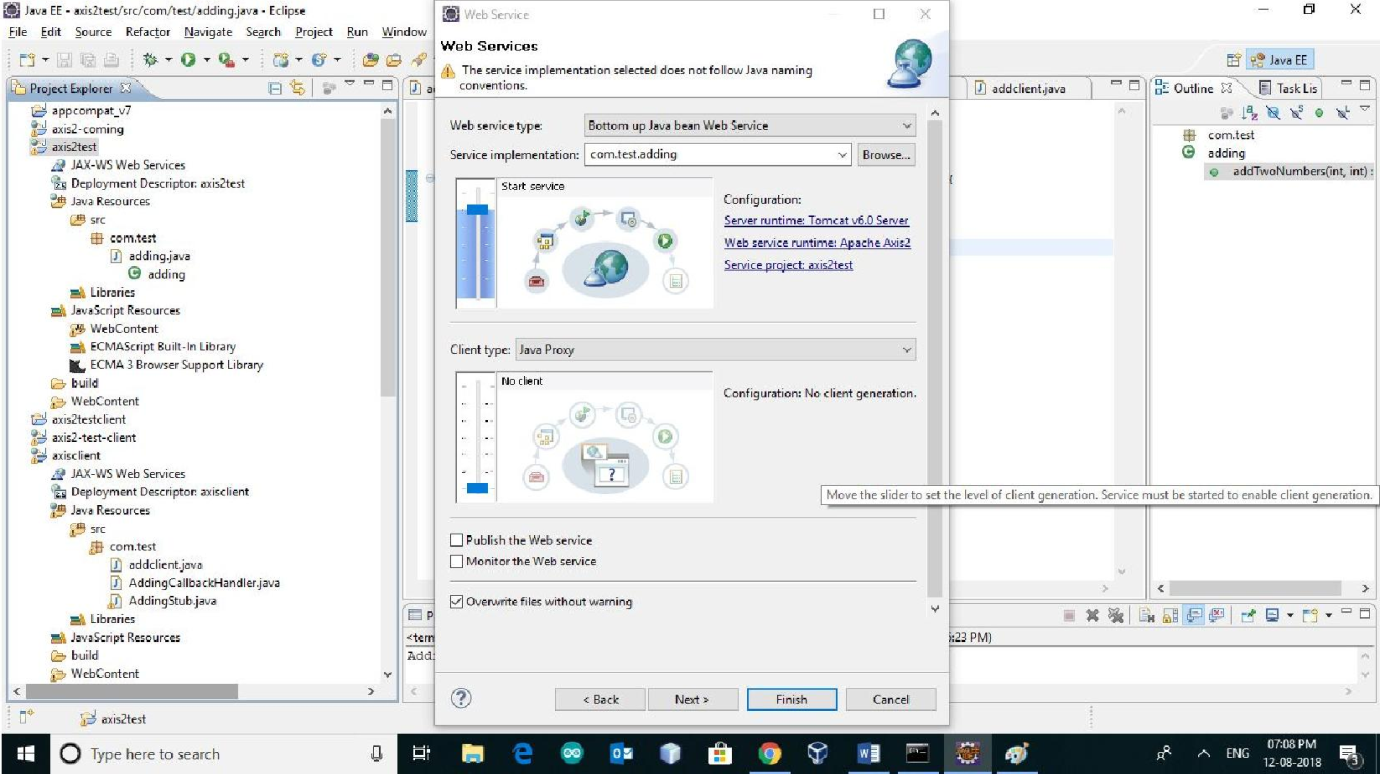 Java EE - axis2test/src/com/test/adding.java - Eclipse
File Edit Source Refactor Navigate Search Project Run Window
Java EE
Project Explorer
appcompat_v7
axis2-coming
axis2test
JAX-WS Web Services
Deployment Descriptor: axis2test
Java Resources
src
com.test
adding.java
adding
Libraries
JavaScript Resources
WebContent
ECMAScript Built-In Library
ECMA 3 Browser Support Library
build
WebContent
axis2testclient
axis2-test-client
axisclient
JAX-WS Web Services
Deployment Descriptor: axisclient
Java Resources
src
com.test
addclient.java
AddingCallbackHandler.java
AddingStub.java
Libraries
JavaScript Resources
build
WebContent
axis2test
Web Service
Web Services
The service implementation selected does not follow Java naming
conventions.
Web service type: Bottom up Java bean Web Service
Service implementation: com.test.adding Browse...
Start service
Configuration:
Server runtime: Tomcat v6.0 Server
Web service runtime: Apache Axis2
Service project: axis2test
Client type: Java Proxy
No client
Configuration: No client generation.
Move the slider to set the level of client generation. Service must be started to enable client generation.
Publish the Web service
Monitor the Web service
Overwrite files without warning
< Back Next > Finish Cancel
addclient.java
Outline Task Lis
com.test
adding
addTwoNumbers(int, int) :
<tern
:23 PM)
Addi
Type here to search
ENG
07:08 PM
12-08-2018
3